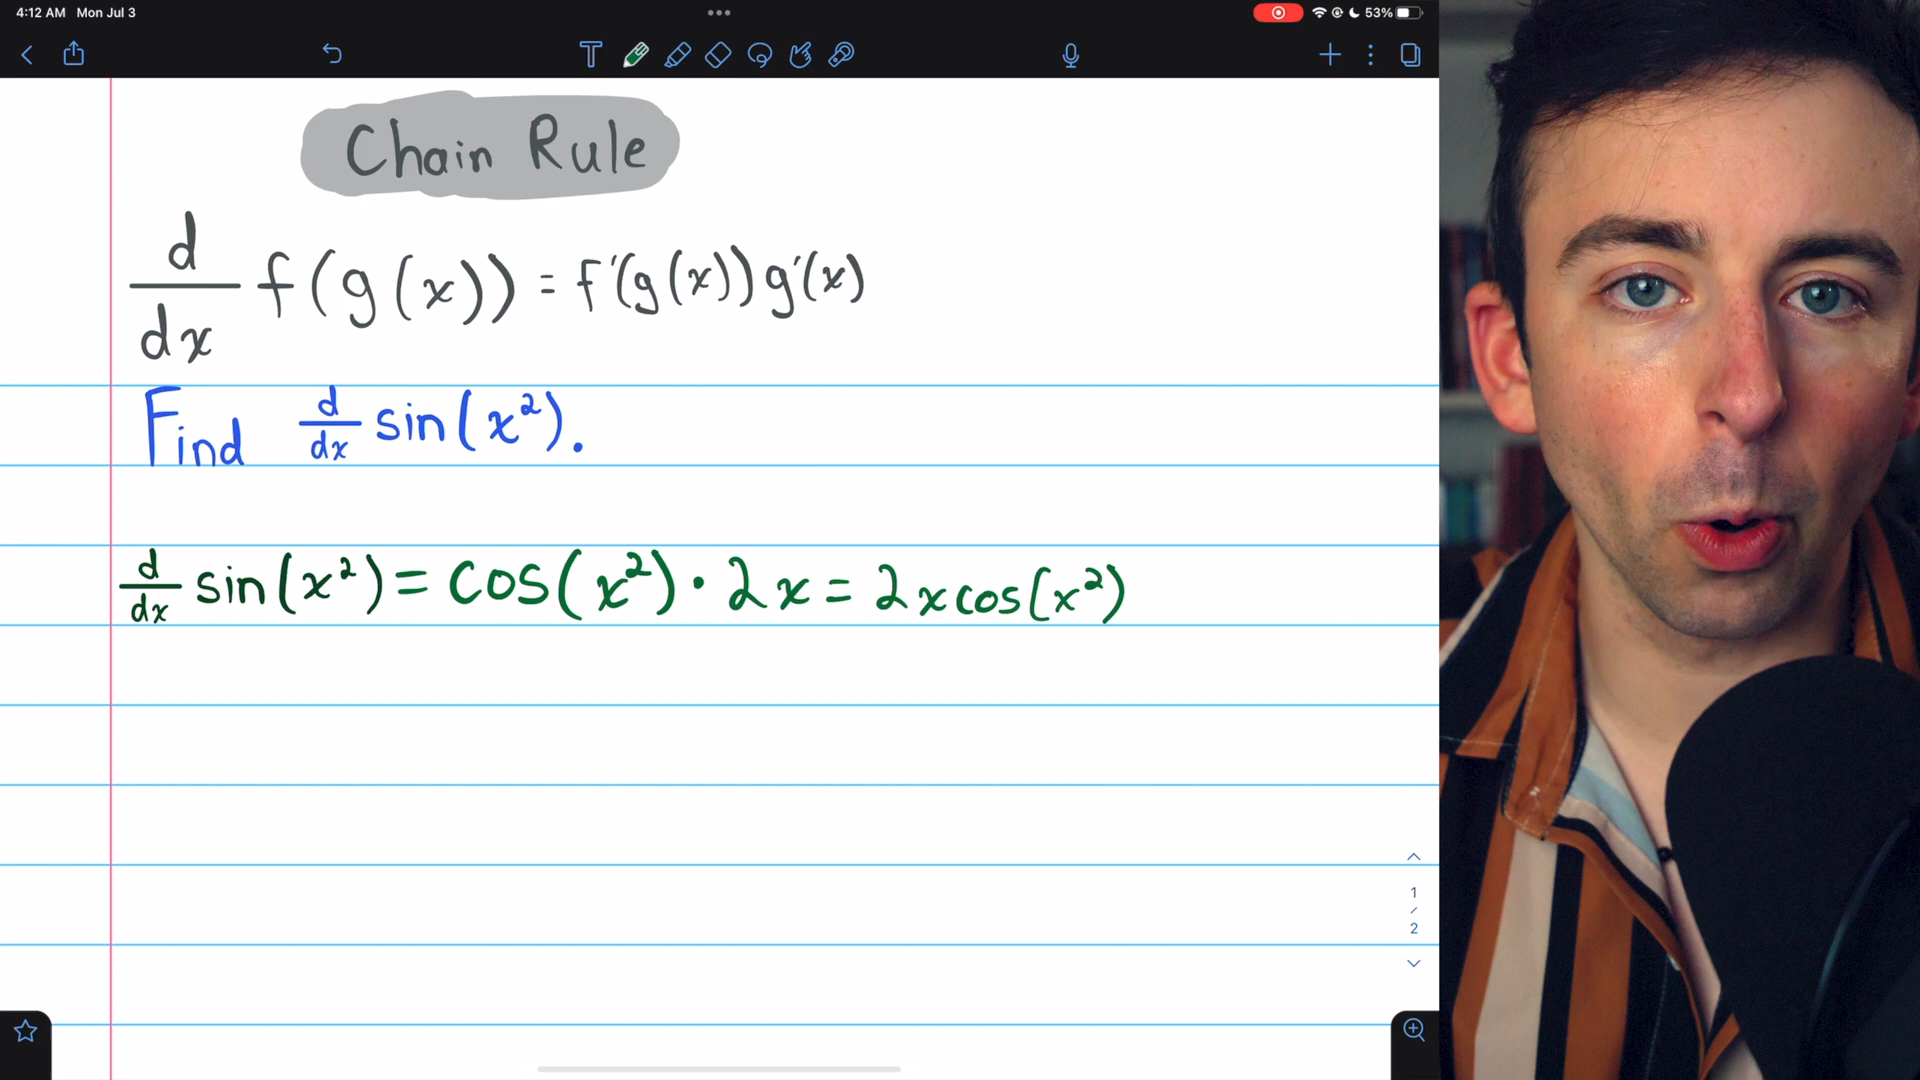 4:12 AM Mon Jul 3
53%
Chain Rule
d/dx f(g(x)) = f'(g(x))g'(x)
Find d/dx sin(x²).
d/dx sin(x²) = cos(x²) · 2x = 2x cos(x²)
1
/
2